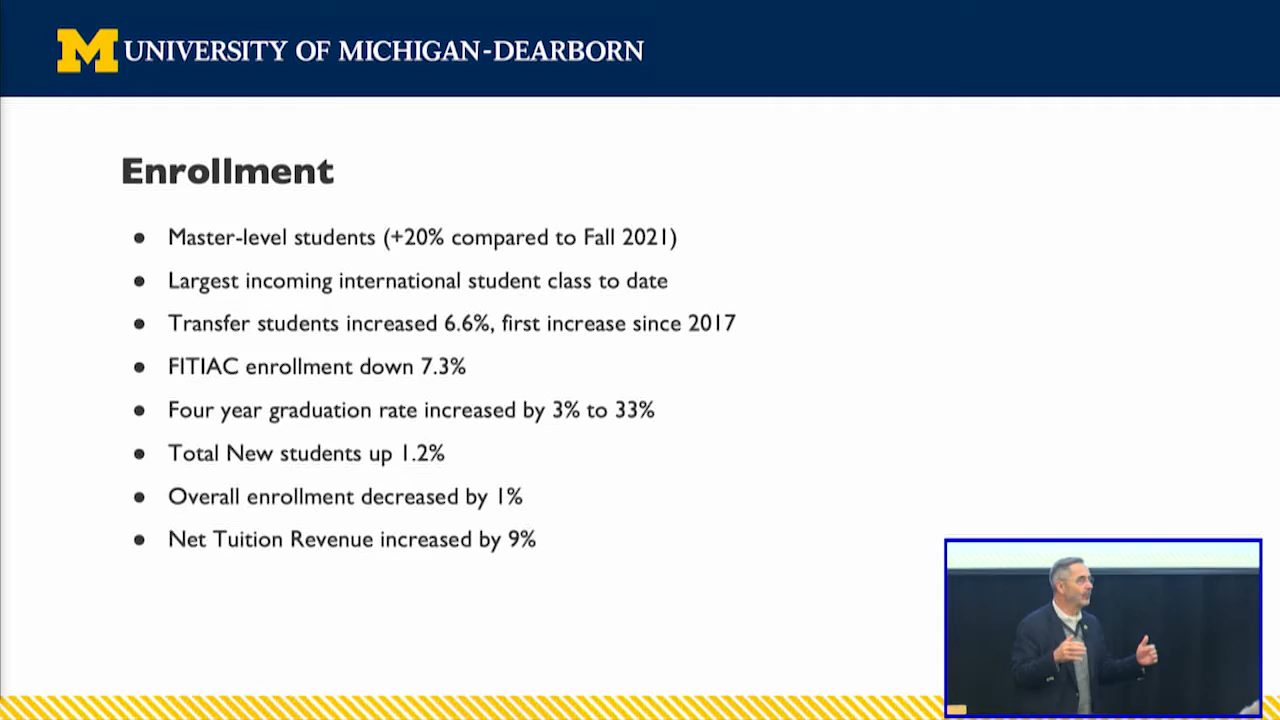 M UNIVERSITY OF MICHIGAN-DEARBORN
Enrollment
● Master-level students (+20% compared to Fall 2021)
● Largest incoming international student class to date
● Transfer students increased 6.6%, first increase since 2017
● FITIAC enrollment down 7.3%
● Four year graduation rate increased by 3% to 33%
● Total New students up 1.2%
● Overall enrollment decreased by 1%
● Net Tuition Revenue increased by 9%